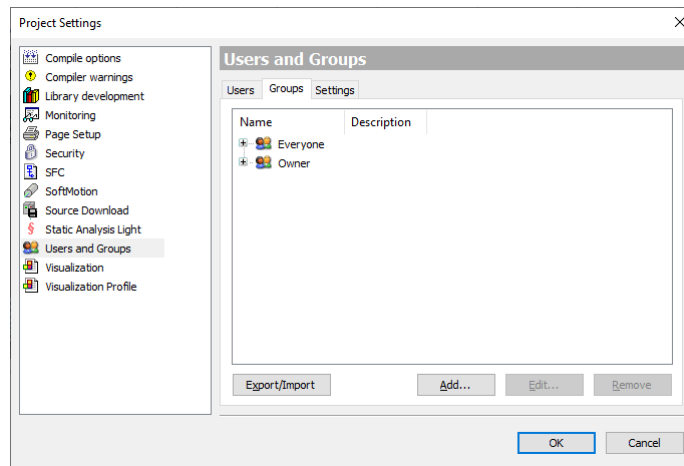 Project Settings
Compile options
Compiler warnings
Library development
Monitoring
Page Setup
Security
SFC
SoftMotion
Source Download
Static Analysis Light
Users and Groups
Visualization
Visualization Profile
Users and Groups
Users Groups Settings
Name Description
Everyone
Owner
Export/Import Add... Edit... Remove
OK Cancel